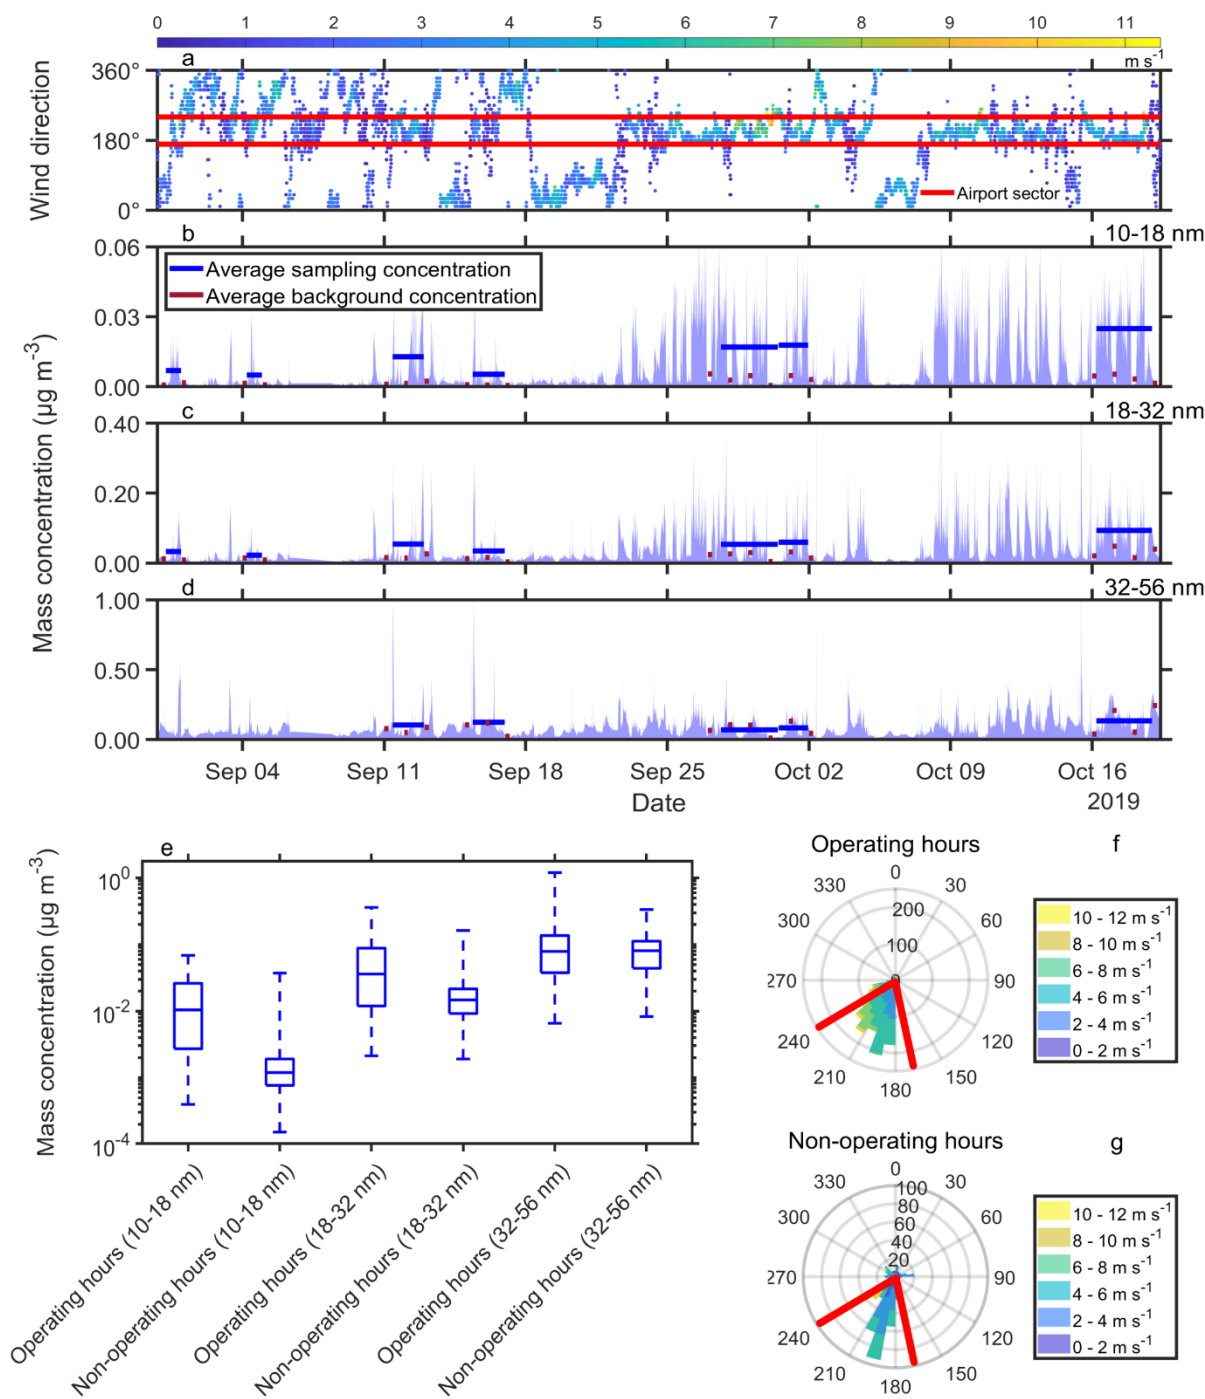 0 1 2 3 4 5 6 7 8 9 10 11
m s-1
a
Wind direction
360°
180°
0°
Airport sector
b
10-18 nm
0.06
0.03
0.00
Average sampling concentration
Average background concentration
Mass concentration (µg m-3)
c
18-32 nm
0.40
0.20
0.00
d
32-56 nm
1.00
0.50
0.00
Sep 04 Sep 11 Sep 18 Sep 25 Oct 02 Oct 09 Oct 16
Date
2019
e
Mass concentration (µg m-3)
100
10-2
10-4
Operating hours (10-18 nm)
Non-operating hours (10-18 nm)
Operating hours (18-32 nm)
Non-operating hours (18-32 nm)
Operating hours (32-56 nm)
Non-operating hours (32-56 nm)
Operating hours
f
0
30
60
90
120
150
180
210
240
270
300
330
200
100
0
10 - 12 m s-1
8 - 10 m s-1
6 - 8 m s-1
4 - 6 m s-1
2 - 4 m s-1
0 - 2 m s-1
Non-operating hours
g
0
30
60
90
120
150
180
210
240
270
300
330
100
80
60
40
20
10 - 12 m s-1
8 - 10 m s-1
6 - 8 m s-1
4 - 6 m s-1
2 - 4 m s-1
0 - 2 m s-1